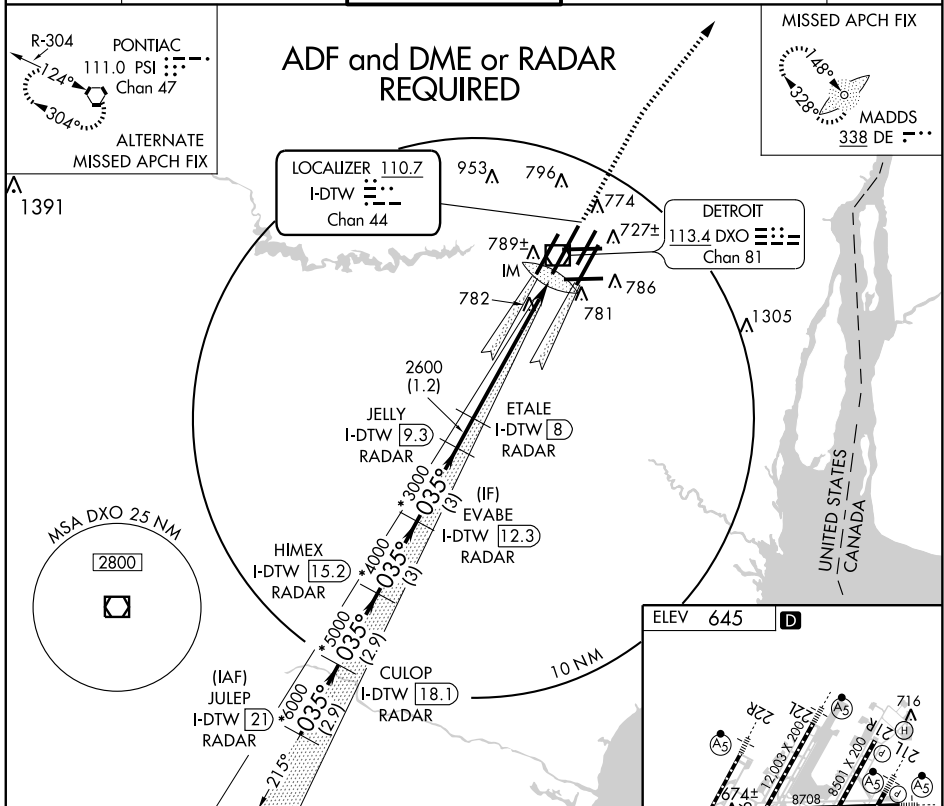 R-304
PONTIAC
111.0 PSI
Chan 47
124°
304°
ALTERNATE
MISSED APCH FIX
ADF and DME or RADAR
REQUIRED
MISSED APCH FIX
148°
328°
MADDS
338 DE
1391
LOCALIZER 110.7
I-DTW
Chan 44
953
796
774
789±
727±
DETROIT
113.4 DXO
Chan 81
IM
786
782
781
1305
2600
(1.2)
JELLY
I-DTW 9.3
RADAR
ETALE
I-DTW 8
RADAR
*3000
035°
(3)
(IF)
EVABE
I-DTW 12.3
RADAR
MSA DXO 25 NM
2800
HIMEX
I-DTW 15.2
RADAR
*4000
035°
(3)
UNITED STATES
CANADA
*5000
035°
(2.9)
10 NM
(IAF)
JULEP
I-DTW 21
RADAR
*6000
035°
(2.9)
CULOP
I-DTW 18.1
RADAR
215°
ELEV 645
D
22R
22L
21R
21L
A5
A5
A5
A5
716
H
P
P
12,003 X 200
8501 X 200
674±
8708